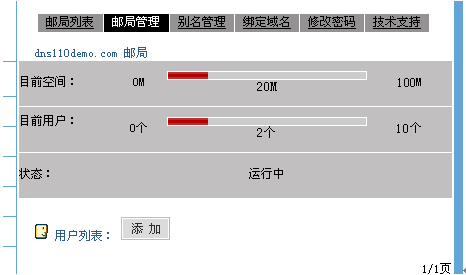 邮局列表 邮局管理 别名管理 绑定域名 修改密码 技术支持
dns110demo.com 邮局
目前空间： 0M 20M 100M
目前用户： 0个 2个 10个
状态： 运行中
用户列表： 添 加
1/1页